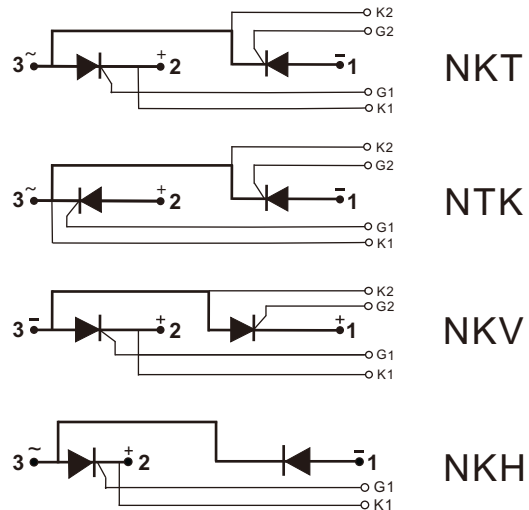 K2
G2
3 ~ + 2 - 1 NKT
G1
K1
K2
G2
3 ~ + 2 - 1 NTK
G1
K1
K2
G2
3 - + 2 + 1 NKV
G1
K1
3 ~ + 2 - 1 NKH
G1
K1